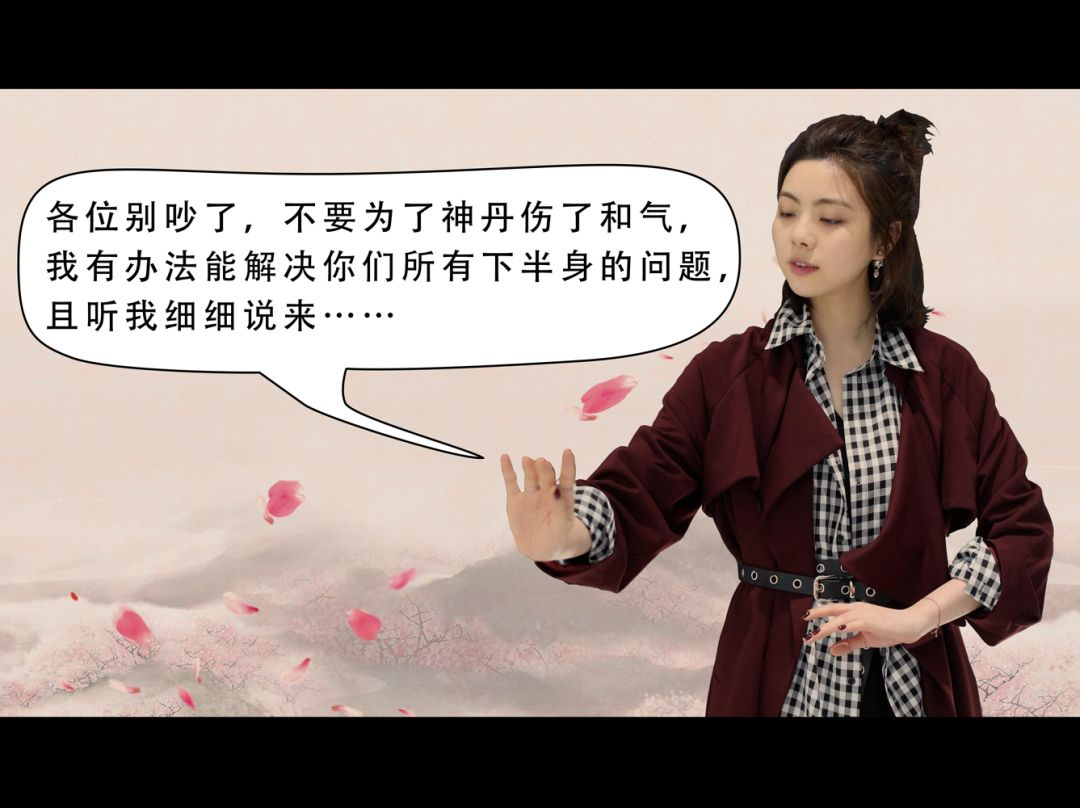 各位别吵了，不要为了神丹伤了和气，
我有办法能解决你们所有下半身的问题，
且听我细细说来……